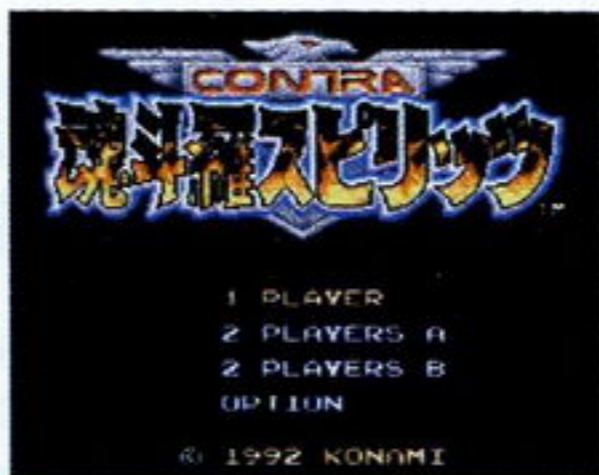 CONTRA
魂斗羅スピリッツ
TM
1 PLAYER
2 PLAYERS A
2 PLAYERS B
OPTION
© 1992 KONAMI